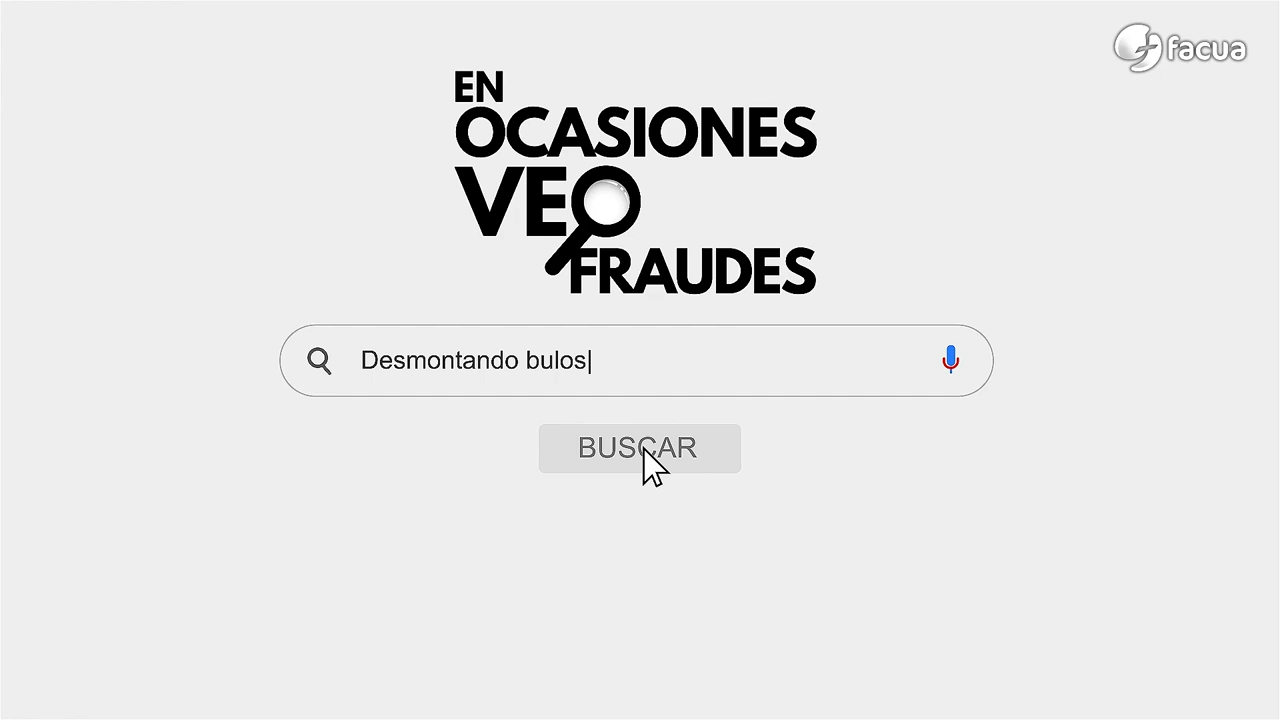 facua
EN
OCASIONES
VEO
FRAUDES
Desmontando bulos
BUSCAR